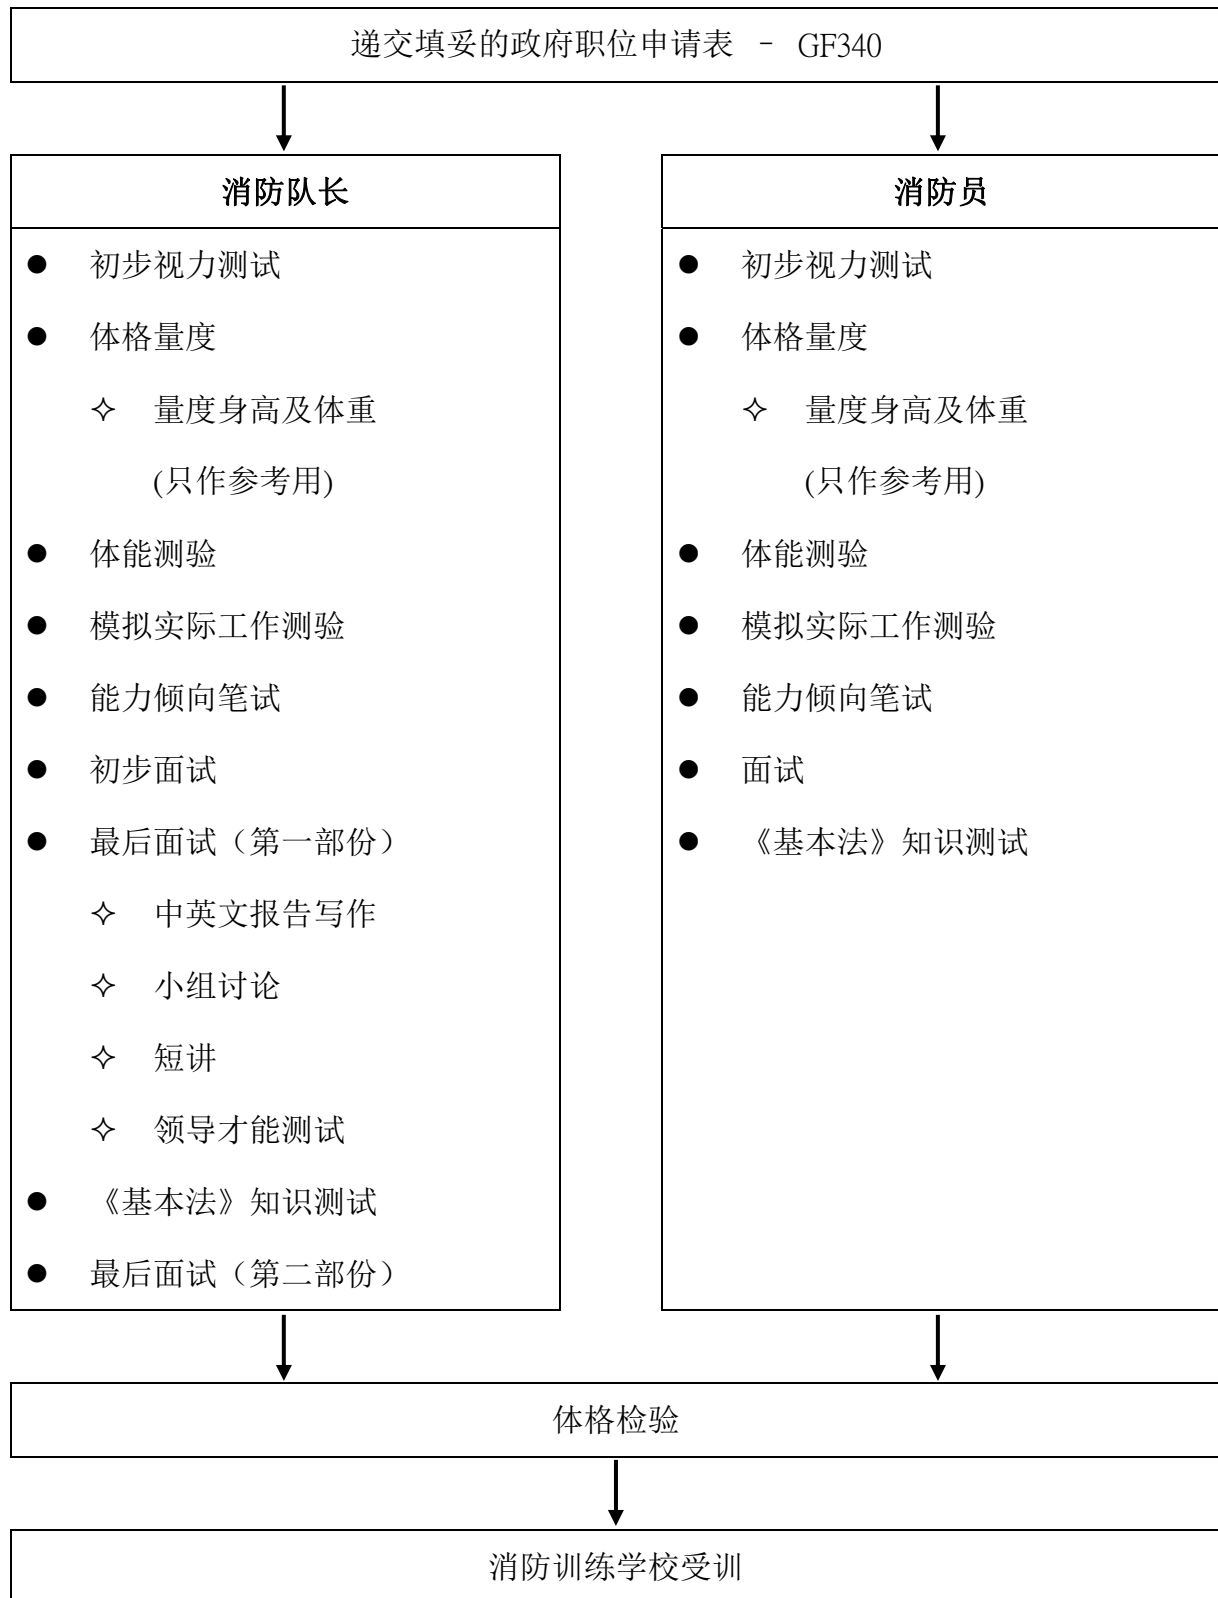 递交填妥的政府职位申请表 – GF340
消防队长
● 初步视力测试
● 体格量度
✧ 量度身高及体重
(只作参考用)
● 体能测验
● 模拟实际工作测验
● 能力倾向笔试
● 初步面试
● 最后面试（第一部份）
✧ 中英文报告写作
✧ 小组讨论
✧ 短讲
✧ 领导才能测试
● 《基本法》知识测试
● 最后面试（第二部份）
消防员
● 初步视力测试
● 体格量度
✧ 量度身高及体重
(只作参考用)
● 体能测验
● 模拟实际工作测验
● 能力倾向笔试
● 面试
● 《基本法》知识测试
体格检验
消防训练学校受训